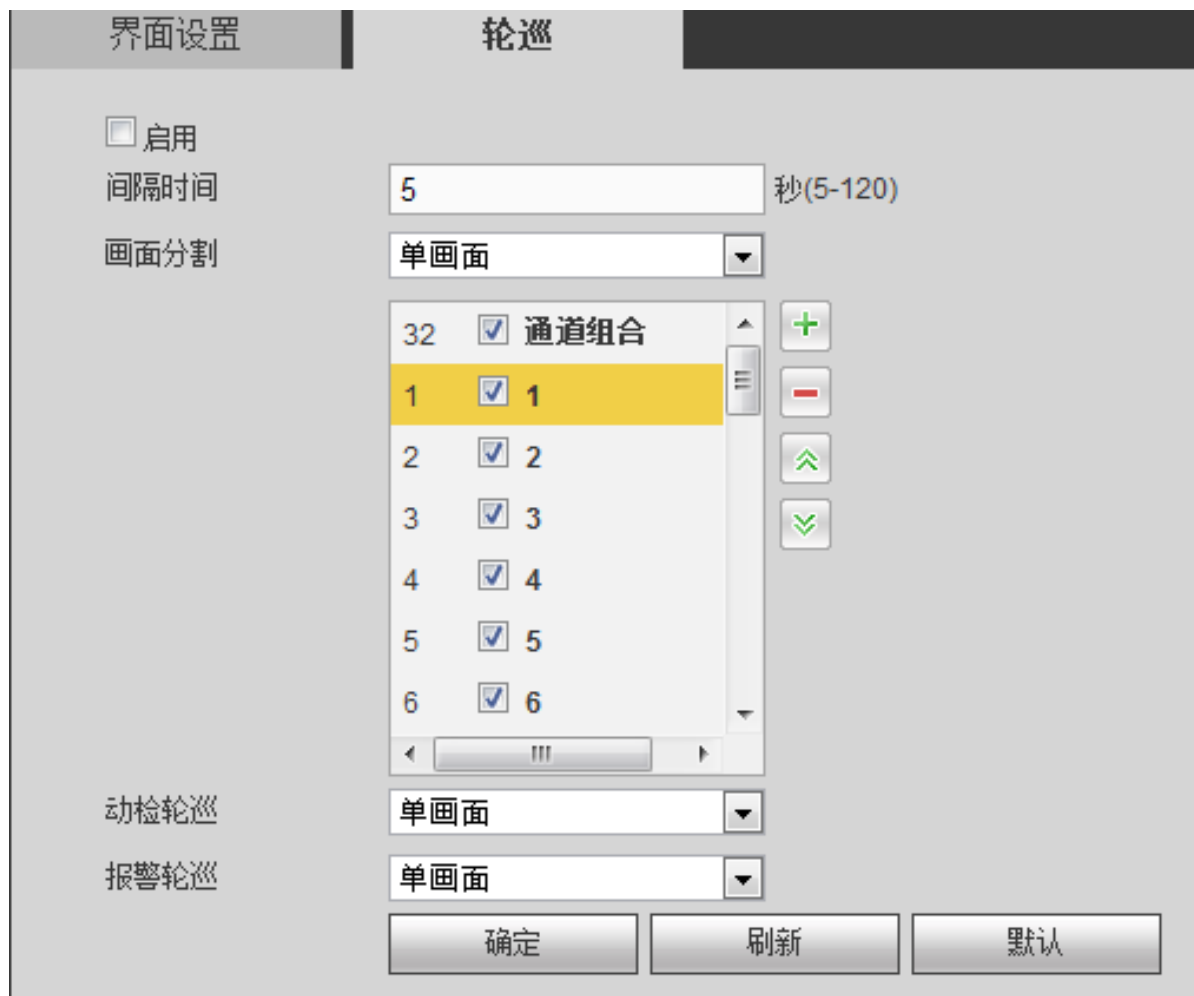 界面设置 轮巡
启用
间隔时间 5 秒(5-120)
画面分割 单画面
32 通道组合
1 1
2 2
3 3
4 4
5 5
6 6
动检轮巡 单画面
报警轮巡 单画面
确定 刷新 默认